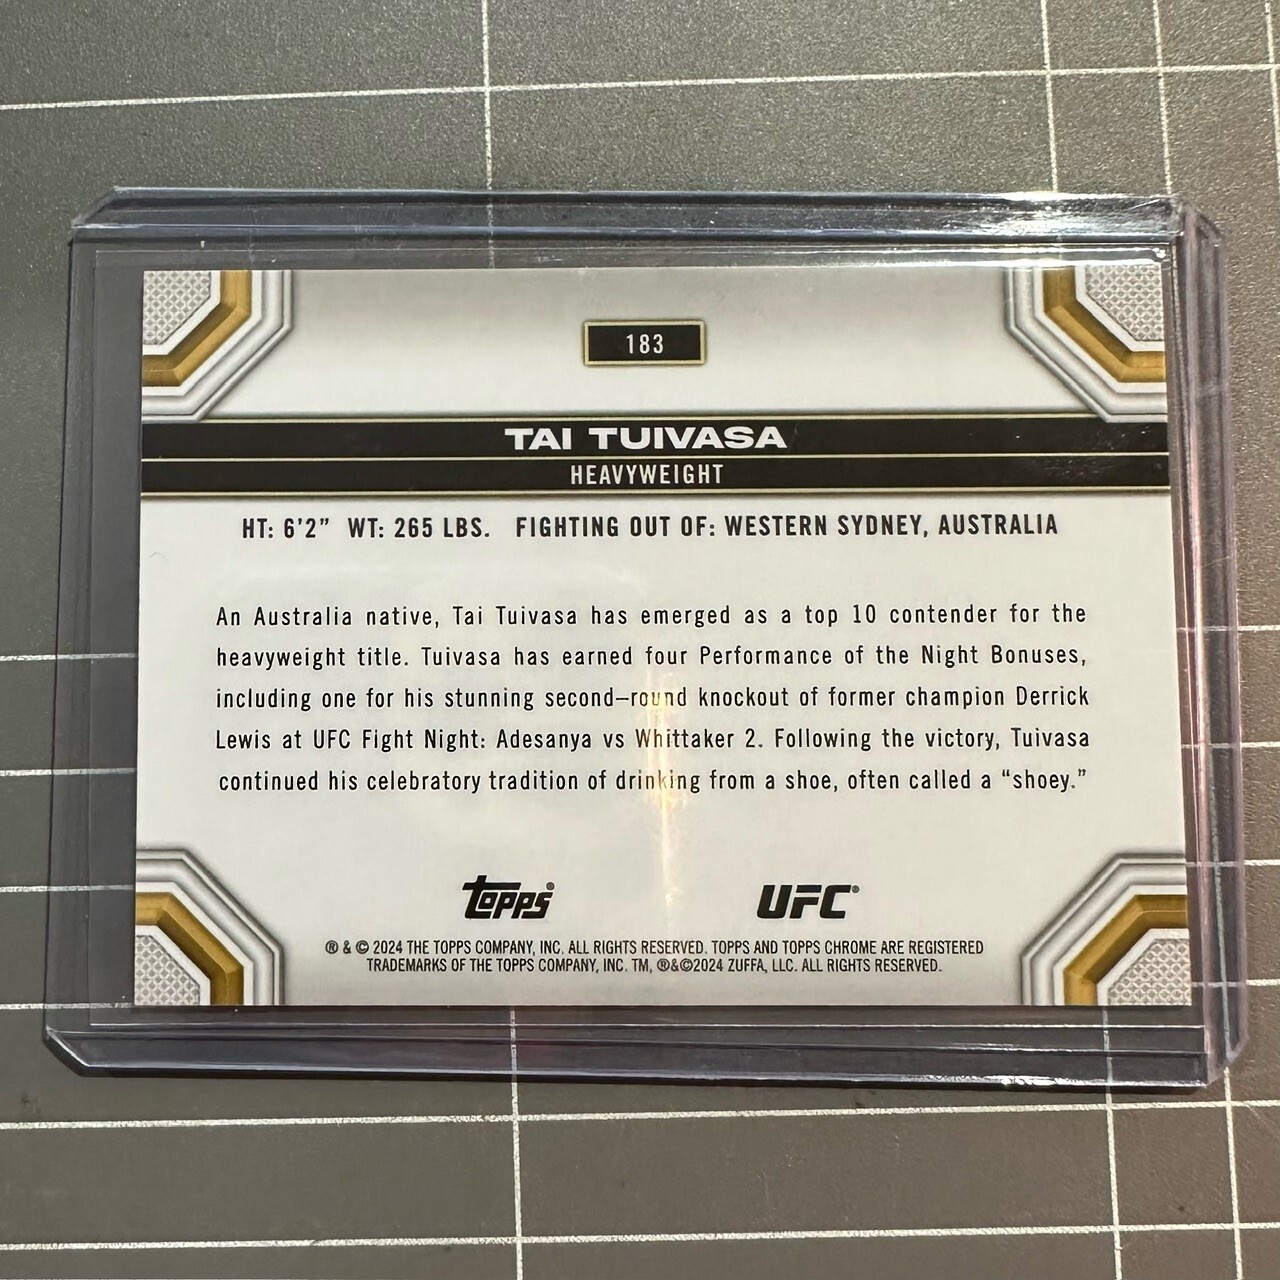 183
TAI TUIVASA
HEAVYWEIGHT
HT: 6'2" WT: 265 LBS. FIGHTING OUT OF: WESTERN SYDNEY, AUSTRALIA
An Australia native, Tai Tuivasa has emerged as a top 10 contender for the
heavyweight title. Tuivasa has earned four Performance of the Night Bonuses,
including one for his stunning second–round knockout of former champion Derrick
Lewis at UFC Fight Night: Adesanya vs Whittaker 2. Following the victory, Tuivasa
continued his celebratory tradition of drinking from a shoe, often called a “shoey.”
topps® UFC®
® & © 2024 THE TOPPS COMPANY, INC. ALL RIGHTS RESERVED. TOPPS AND TOPPS CHROME ARE REGISTERED
TRADEMARKS OF THE TOPPS COMPANY, INC. TM, ®&©2024 ZUFFA, LLC. ALL RIGHTS RESERVED.